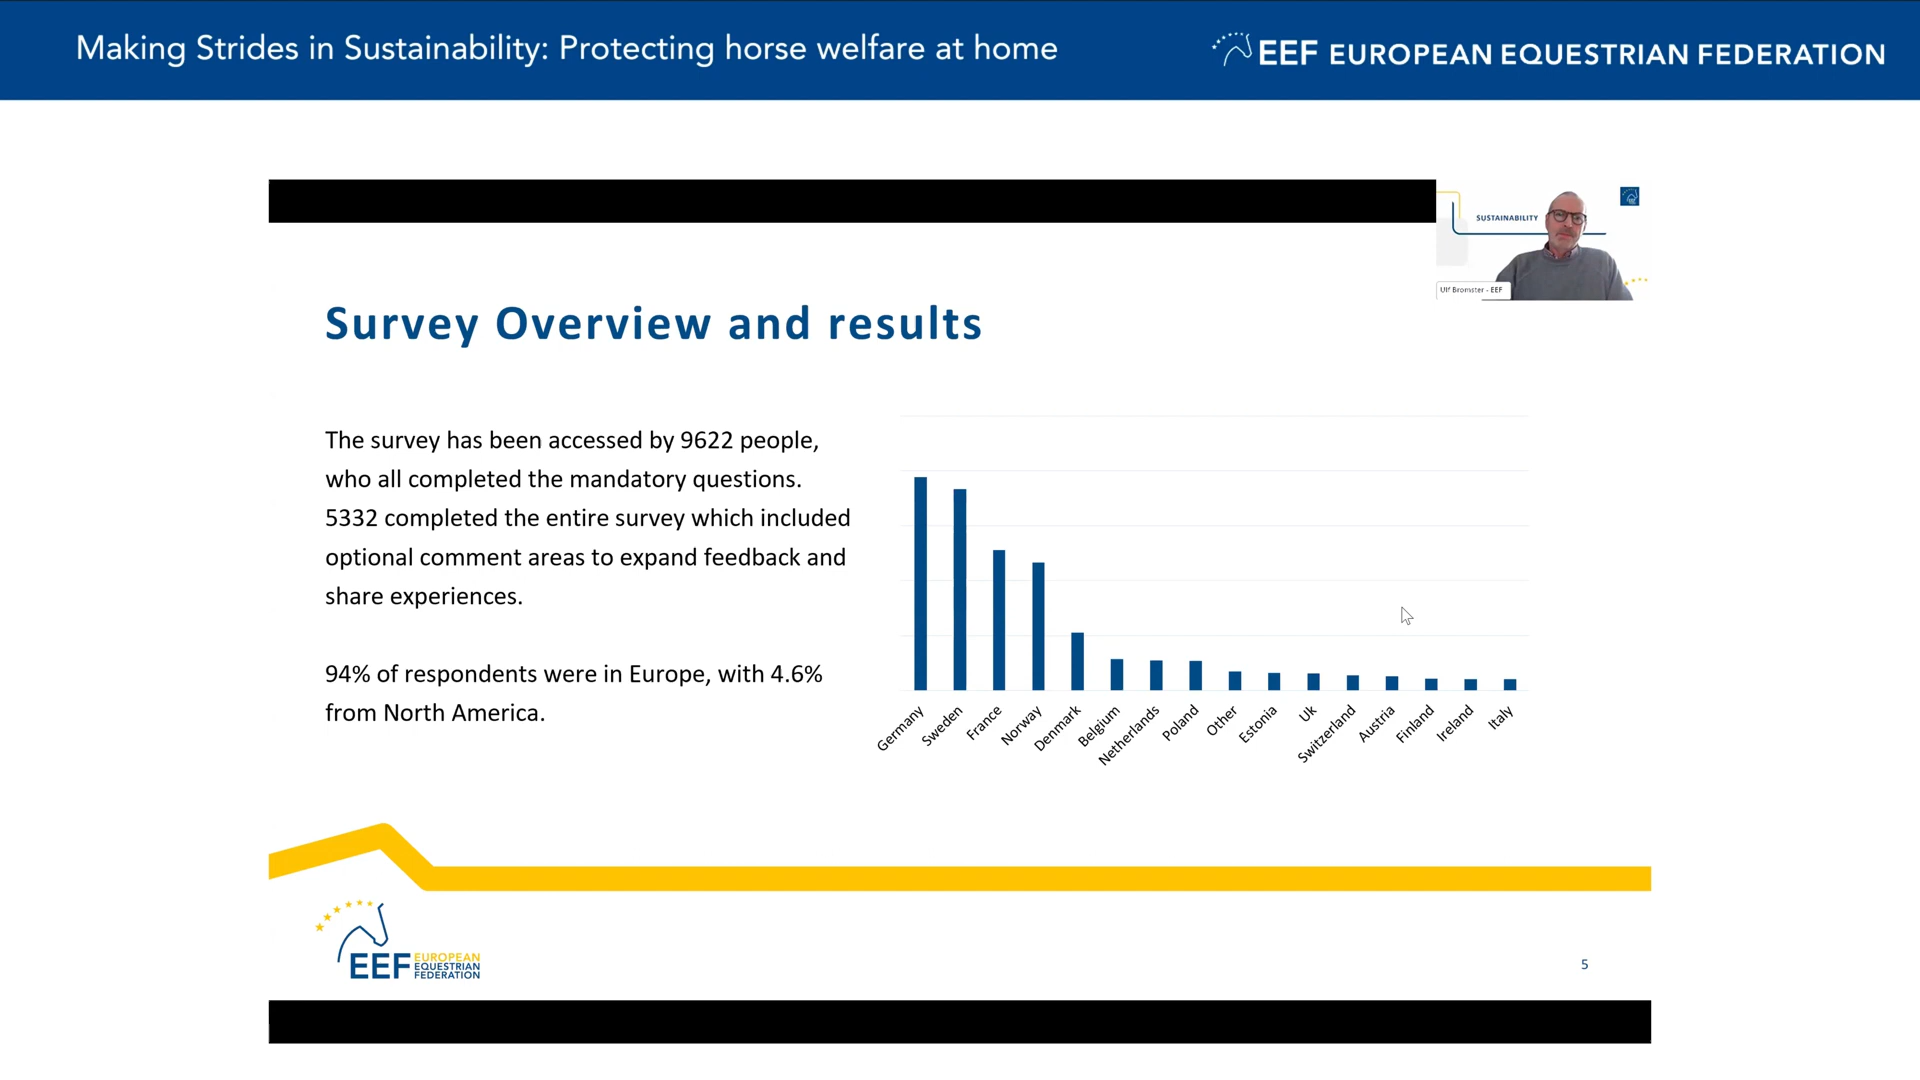 Making Strides in Sustainability: Protecting horse welfare at home
EEF EUROPEAN EQUESTRIAN FEDERATION
SUSTAINABILITY
Ulf Bromster - EEF
Survey Overview and results
The survey has been accessed by 9622 people,
who all completed the mandatory questions.
5332 completed the entire survey which included
optional comment areas to expand feedback and
share experiences.
94% of respondents were in Europe, with 4.6%
from North America.
Germany
Sweden
France
Norway
Denmark
Belgium
Netherlands
Poland
Other
Estonia
Uk
Switzerland
Austria
Finland
Ireland
Italy
EEF EUROPEAN
EQUESTRIAN
FEDERATION
5